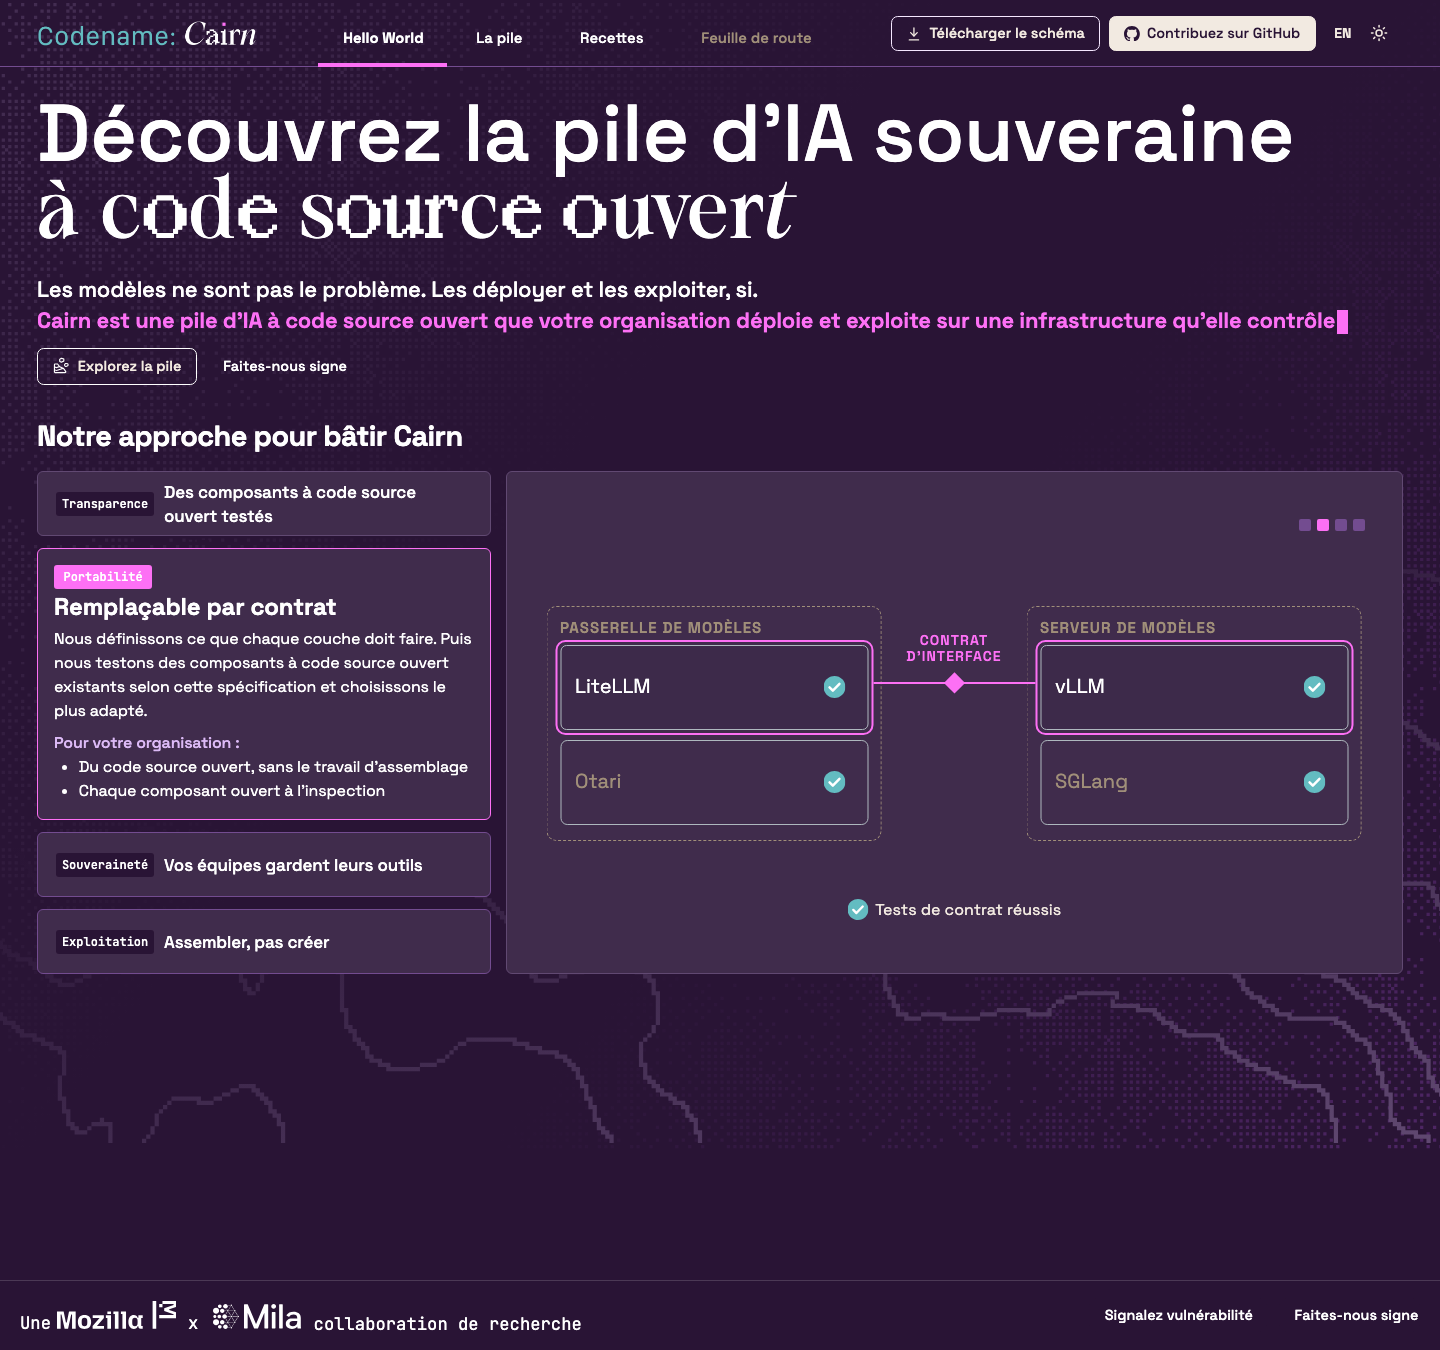 Codename: Cairn
Hello World
La pile
Recettes
Feuille de route
Télécharger le schéma
Contribuez sur GitHub
EN
Découvrez la pile d’IA souveraine
à code source ouvert
Les modèles ne sont pas le problème. Les déployer et les exploiter, si.
Cairn est une pile d’IA à code source ouvert que votre organisation déploie et exploite sur une infrastructure qu’elle contrôle
Explorez la pile
Faites-nous signe
Notre approche pour bâtir Cairn
Transparence
Des composants à code source
ouvert testés
Portabilité
Remplaçable par contrat
Nous définissons ce que chaque couche doit faire. Puis
nous testons des composants à code source ouvert
existants selon cette spécification et choisissons le
plus adapté.
Pour votre organisation :
• Du code source ouvert, sans le travail d’assemblage
• Chaque composant ouvert à l’inspection
Souveraineté
Vos équipes gardent leurs outils
Exploitation
Assembler, pas créer
PASSERELLE DE MODÈLES
LiteLLM
Otari
CONTRAT
D’INTERFACE
SERVEUR DE MODÈLES
vLLM
SGLang
Tests de contrat réussis
Une Mozilla x Mila collaboration de recherche
Signalez vulnérabilité
Faites-nous signe